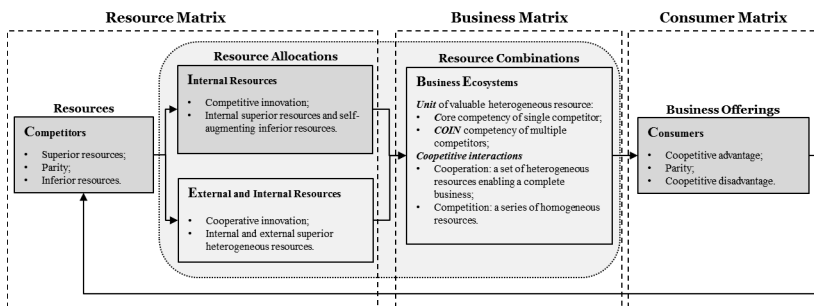 Resource Matrix
Business Matrix
Consumer Matrix
Resource Allocations
Resource Combinations
Resources
Competitors
• Superior resources;
• Parity;
• Inferior resources.
Internal Resources
• Competitive innovation;
• Internal superior resources and self-
augmenting inferior resources.
External and Internal Resources
• Cooperative innovation;
• Internal and external superior
heterogeneous resources.
Business Ecosystems
Unit of valuable heterogeneous resource:
• Core competency of single competitor;
• COIN competency of multiple
competitors;
Coopetitive interactions
• Cooperation: a set of heterogeneous
resources enabling a complete
business;
• Competition: a series of homogeneous
resources.
Business Offerings
Consumers
• Coopetitive advantage;
• Parity;
• Coopetitive disadvantage.